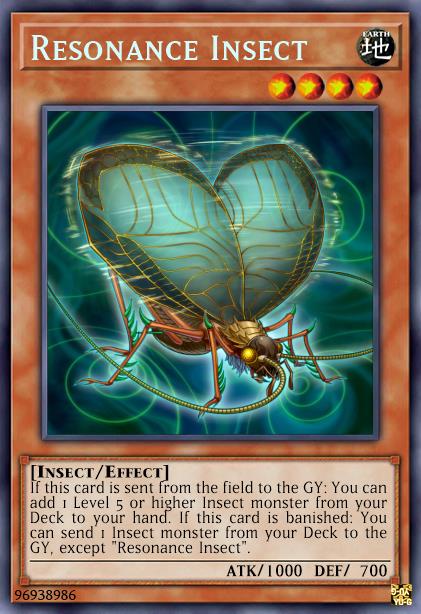 RESONANCE INSECT
EARTH
地
[INSECT/EFFECT]
If this card is sent from the field to the GY: You can
add 1 Level 5 or higher Insect monster from your
Deck to your hand. If this card is banished: You
can send 1 Insect monster from your Deck to the
GY, except "Resonance Insect".
ATK/1000 DEF/ 700
96938986